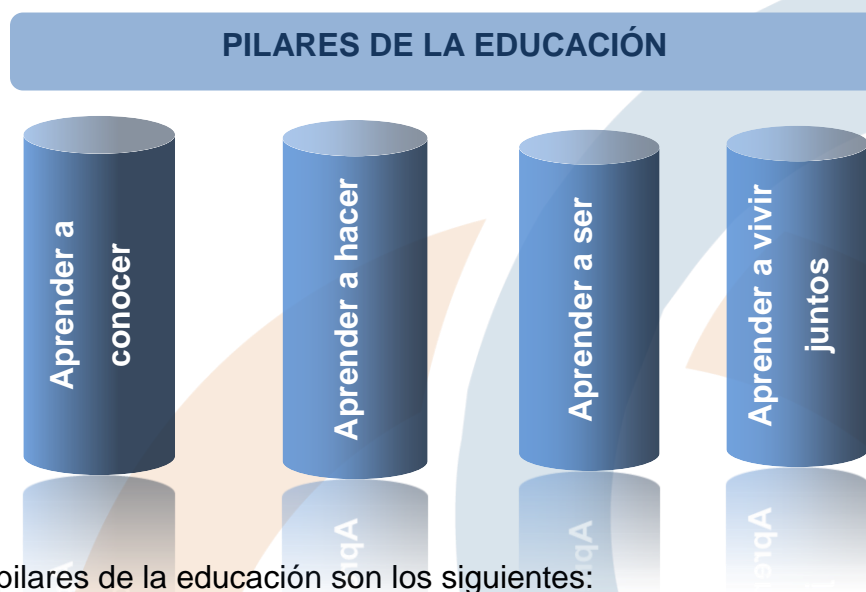 PILARES DE LA EDUCACIÓN
Aprender a
conocer
Aprender a hacer
Aprender a ser
Aprender a vivir
juntos
pilares de la educación son los siguientes: